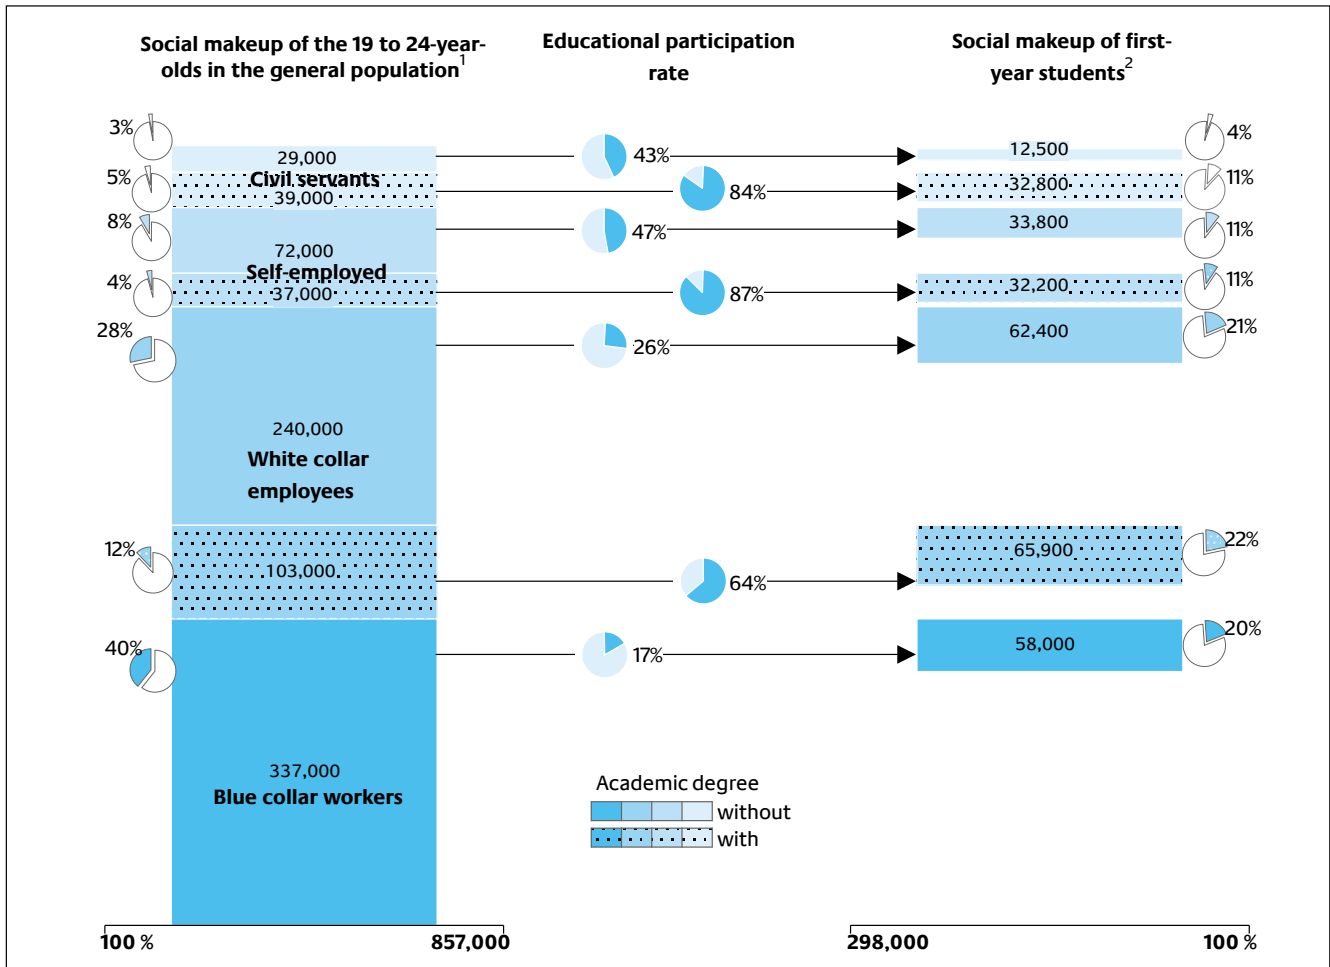 Social makeup of the 19 to 24-year-
olds in the general population1
Educational participation
rate
Social makeup of first-
year students2
3%
29,000
43%
12,500
4%
Civil servants
5%
39,000
84%
32,800
11%
8%
72,000
47%
33,800
11%
Self-employed
4%
37,000
87%
32,200
11%
28%
26%
62,400
21%
240,000
White collar
employees
12%
103,000
64%
65,900
22%
40%
17%
58,000
20%
337,000
Blue collar workers
Academic degree
without
with
100 %
857,000
298,000
100 %